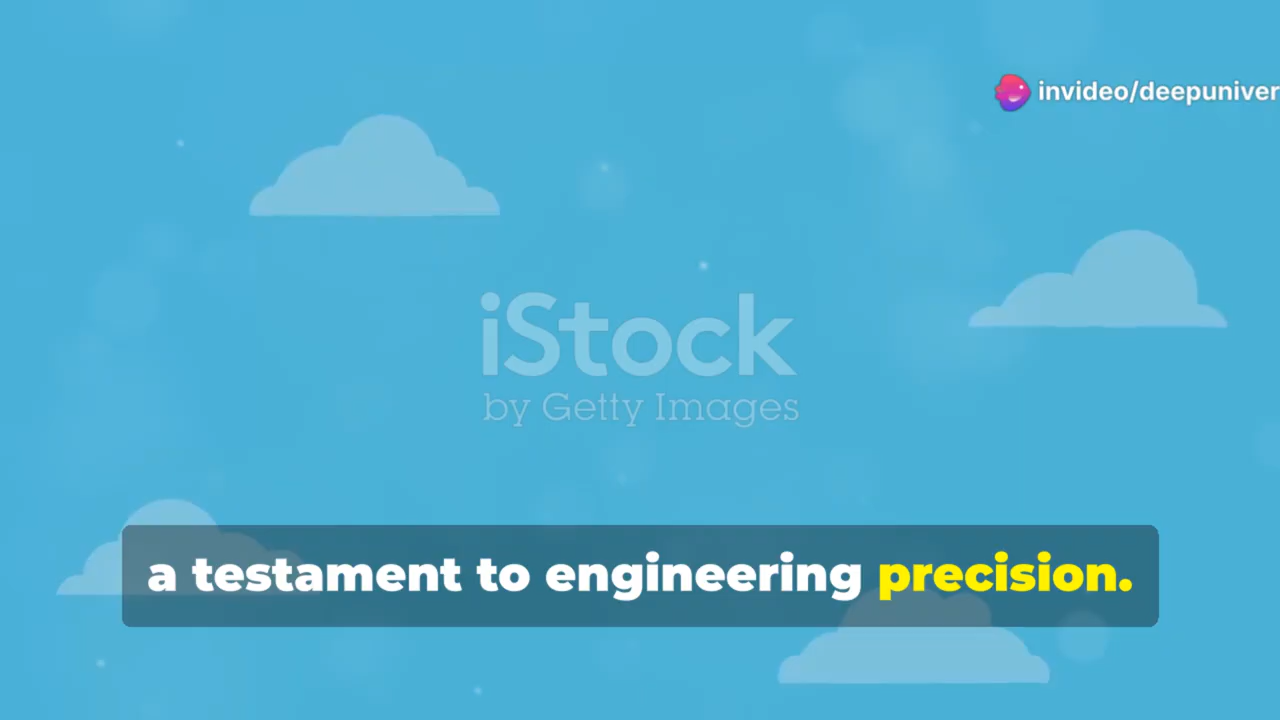 invideo/deepuniver
iStock
by Getty Images
a testament to engineering precision.